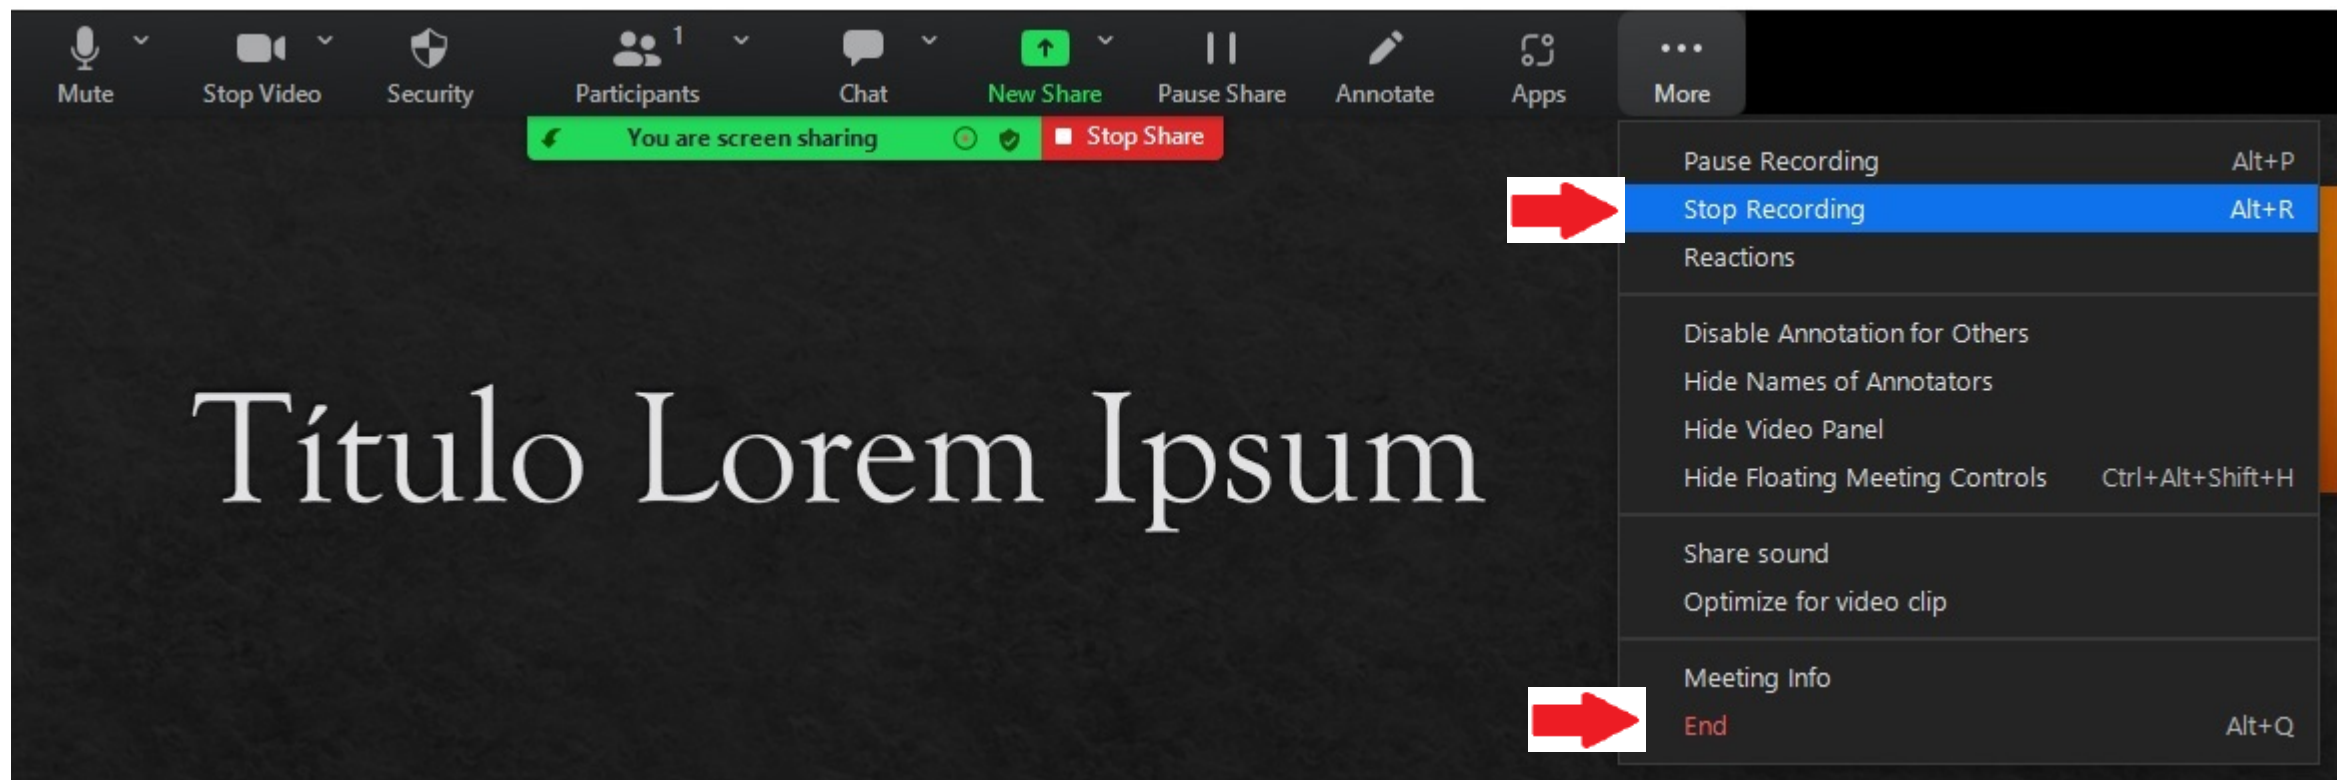 Mute Stop Video Security Participants 1 Chat New Share Pause Share Annotate Apps More
You are screen sharing Stop Share
Pause Recording Alt+P
Stop Recording Alt+R
Reactions
Disable Annotation for Others
Hide Names of Annotators
Hide Video Panel
Hide Floating Meeting Controls Ctrl+Alt+Shift+H
Share sound
Optimize for video clip
Meeting Info
End Alt+Q
Título Lorem Ipsum